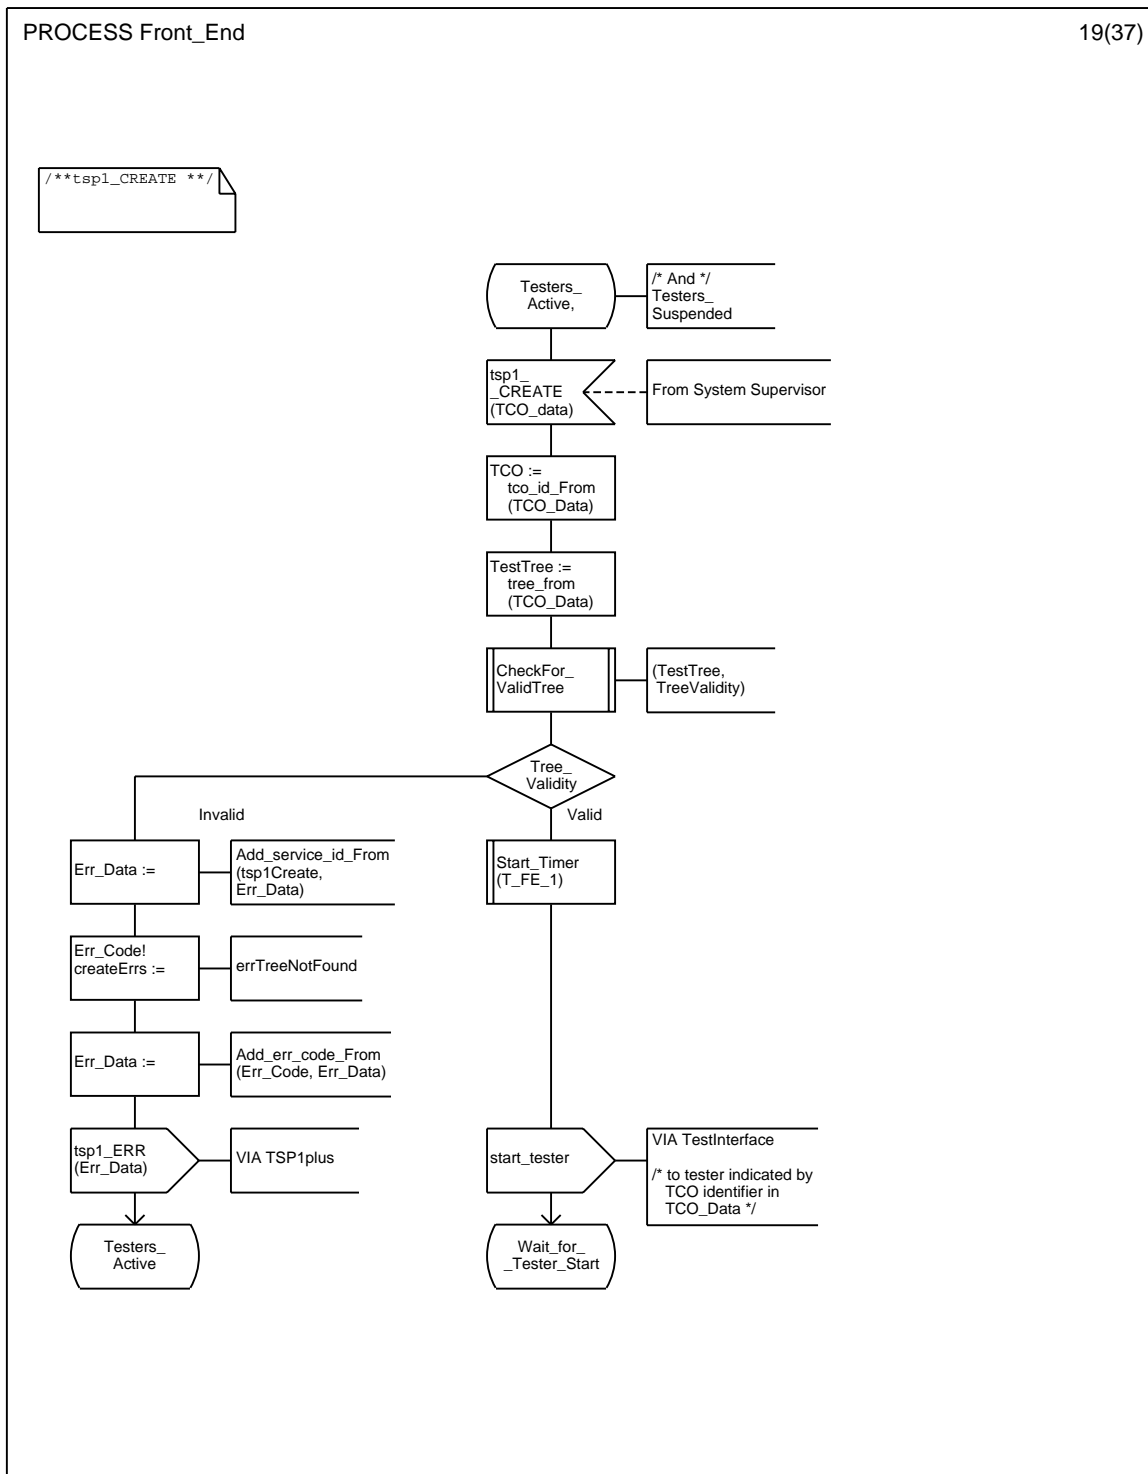 PROCESS Front_End
19(37)
/**tsp1_CREATE **/
Testers_
Active,
/* And */
Testers_
Suspended
tsp1_
_CREATE
(TCO_data)
From System Supervisor
TCO :=
tco_id_From
(TCO_Data)
TestTree :=
tree_from
(TCO_Data)
CheckFor_
ValidTree
(TestTree,
TreeValidity)
Tree_
Validity
Invalid
Valid
Err_Data :=
Add_service_id_From
(tsp1Create,
Err_Data)
Start_Timer
(T_FE_1)
Err_Code!
createErrs :=
errTreeNotFound
Err_Data :=
Add_err_code_From
(Err_Code, Err_Data)
tsp1_ERR
(Err_Data)
VIA TSP1plus
start_tester
VIA TestInterface
/* to tester indicated by
TCO identifier in
TCO_Data */
Testers_
Active
Wait_for_
_Tester_Start